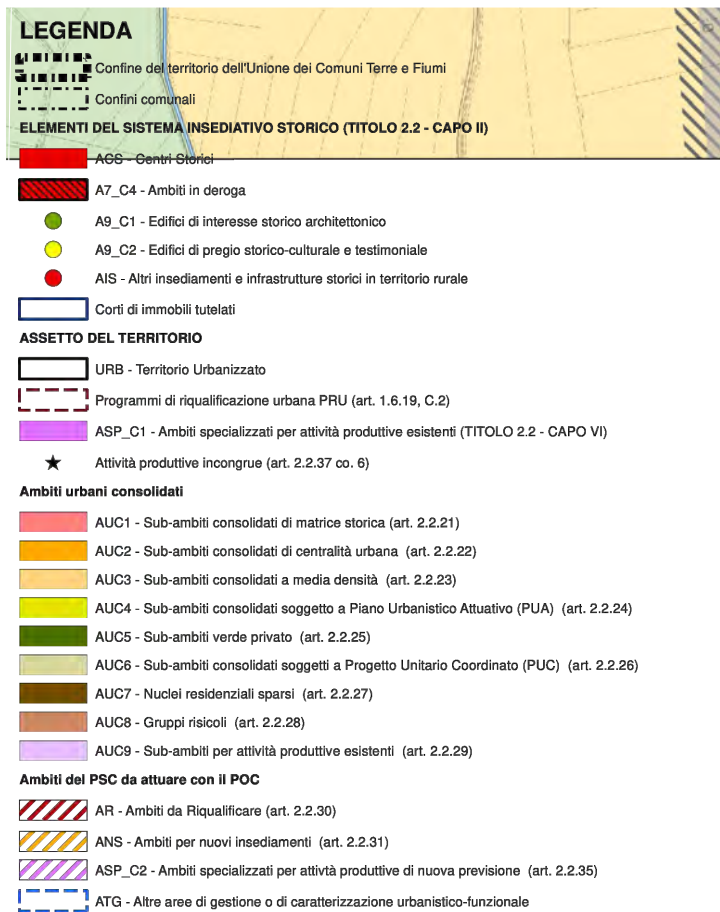 LEGENDA
Confine del territorio dell'Unione dei Comuni Terre e Fiumi
Confini comunali
ELEMENTI DEL SISTEMA INSEDIATIVO STORICO (TITOLO 2.2 - CAPO II)
ACS - Centri Storici
A7_C4 - Ambiti in deroga
A9_C1 - Edifici di interesse storico architettonico
A9_C2 - Edifici di pregio storico-culturale e testimoniale
AIS - Altri insediamenti e infrastrutture storici in territorio rurale
Corti di immobili tutelati
ASSETTO DEL TERRITORIO
URB - Territorio Urbanizzato
Programmi di riqualificazione urbana PRU (art. 1.6.19, C.2)
ASP_C1 - Ambiti specializzati per attività produttive esistenti (TITOLO 2.2 - CAPO VI)
Attività produttive incongrue (art. 2.2.37 co. 6)
Ambiti urbani consolidati
AUC1 - Sub-ambiti consolidati di matrice storica (art. 2.2.21)
AUC2 - Sub-ambiti consolidati di centralità urbana (art. 2.2.22)
AUC3 - Sub-ambiti consolidati a media densità (art. 2.2.23)
AUC4 - Sub-ambiti consolidati soggetto a Piano Urbanistico Attuativo (PUA) (art. 2.2.24)
AUC5 - Sub-ambiti verde privato (art. 2.2.25)
AUC6 - Sub-ambiti consolidati soggetti a Progetto Unitario Coordinato (PUC) (art. 2.2.26)
AUC7 - Nuclei residenziali sparsi (art. 2.2.27)
AUC8 - Gruppi risicoli (art. 2.2.28)
AUC9 - Sub-ambiti per attività produttive esistenti (art. 2.2.29)
Ambiti del PSC da attuare con il POC
AR - Ambiti da Riqualificare (art. 2.2.30)
ANS - Ambiti per nuovi insediamenti (art. 2.2.31)
ASP_C2 - Ambiti specializzati per attivtà produttive di nuova previsione (art. 2.2.35)
ATG - Altre aree di gestione o di caratterizzazione urbanistico-funzionale